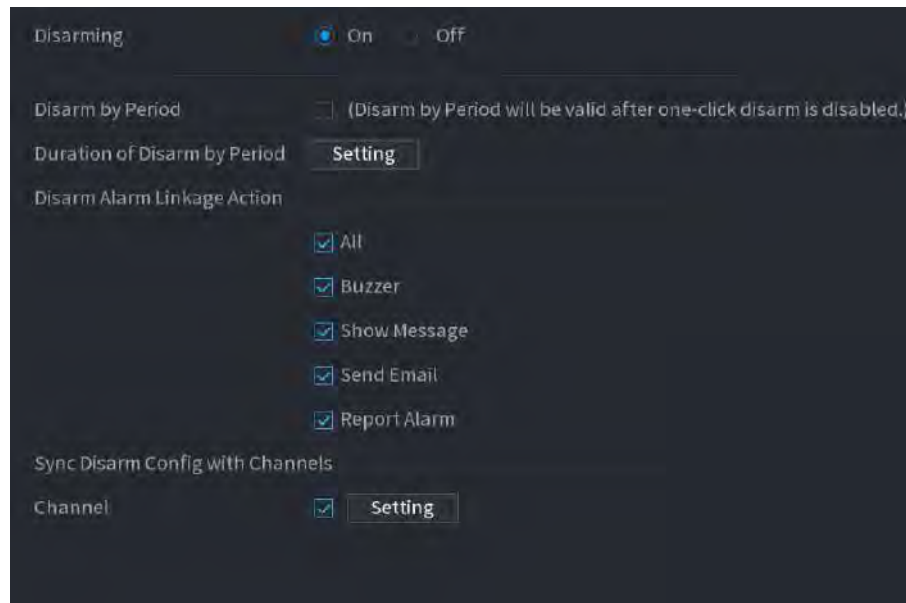 Disarming On Off
Disarm by Period (Disarm by Period will be valid after one-click disarm is disabled.)
Duration of Disarm by Period Setting
Disarm Alarm Linkage Action
All
Buzzer
Show Message
Send Email
Report Alarm
Sync Disarm Config with Channels
Channel Setting